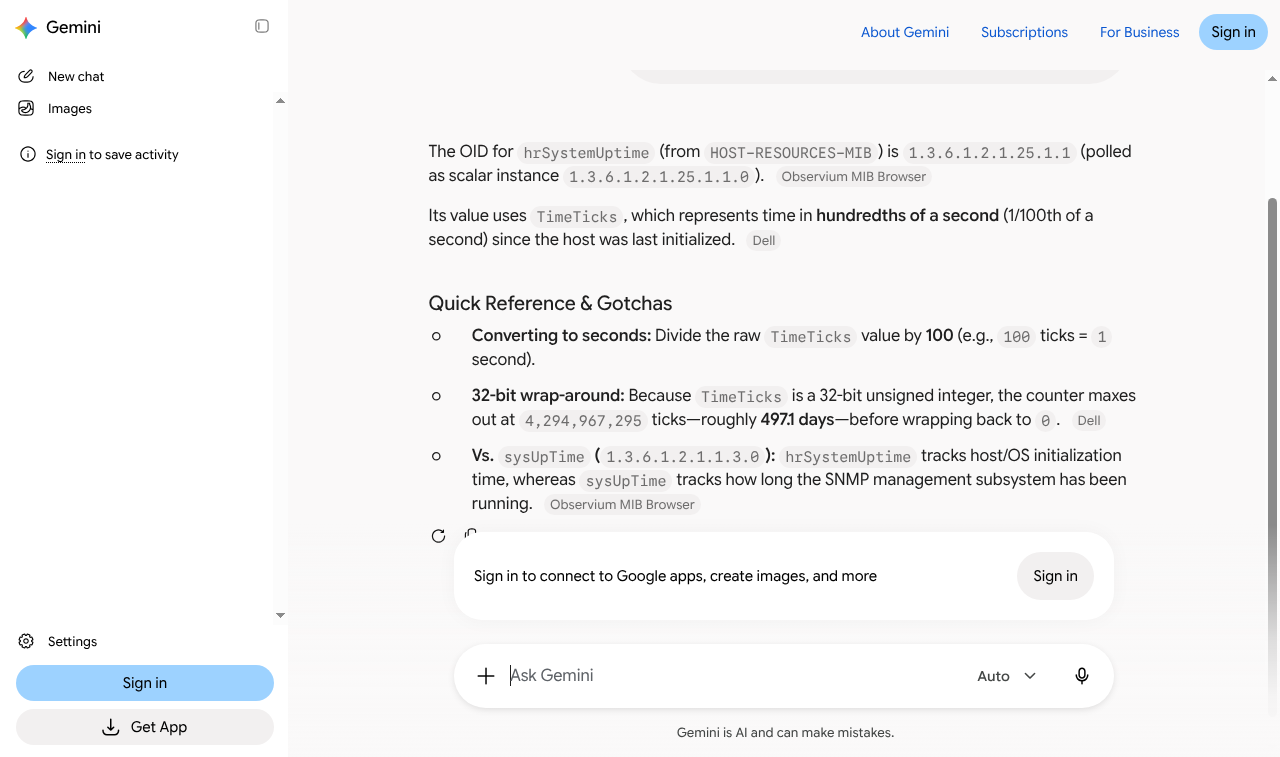 Gemini
About Gemini
Subscriptions
For Business
Sign in
New chat
Images
Sign in to save activity
The OID for hrSystemUptime (from HOST-RESOURCES-MIB ) is 1.3.6.1.2.1.25.1.1 (polled
as scalar instance 1.3.6.1.2.1.25.1.1.0 ). Observium MIB Browser
Its value uses TimeTicks , which represents time in hundredths of a second (1/100th of a
second) since the host was last initialized. Dell
Quick Reference & Gotchas
Converting to seconds: Divide the raw TimeTicks value by 100 (e.g., 100 ticks = 1
second).
32-bit wrap-around: Because TimeTicks is a 32-bit unsigned integer, the counter maxes
out at 4,294,967,295 ticks—roughly 497.1 days—before wrapping back to 0 . Dell
Vs. sysUpTime ( 1.3.6.1.2.1.1.3.0 ): hrSystemUptime tracks host/OS initialization
time, whereas sysUpTime tracks how long the SNMP management subsystem has been
running. Observium MIB Browser
Sign in to connect to Google apps, create images, and more
Sign in
Settings
Sign in
Get App
Ask Gemini
Auto
Gemini is AI and can make mistakes.